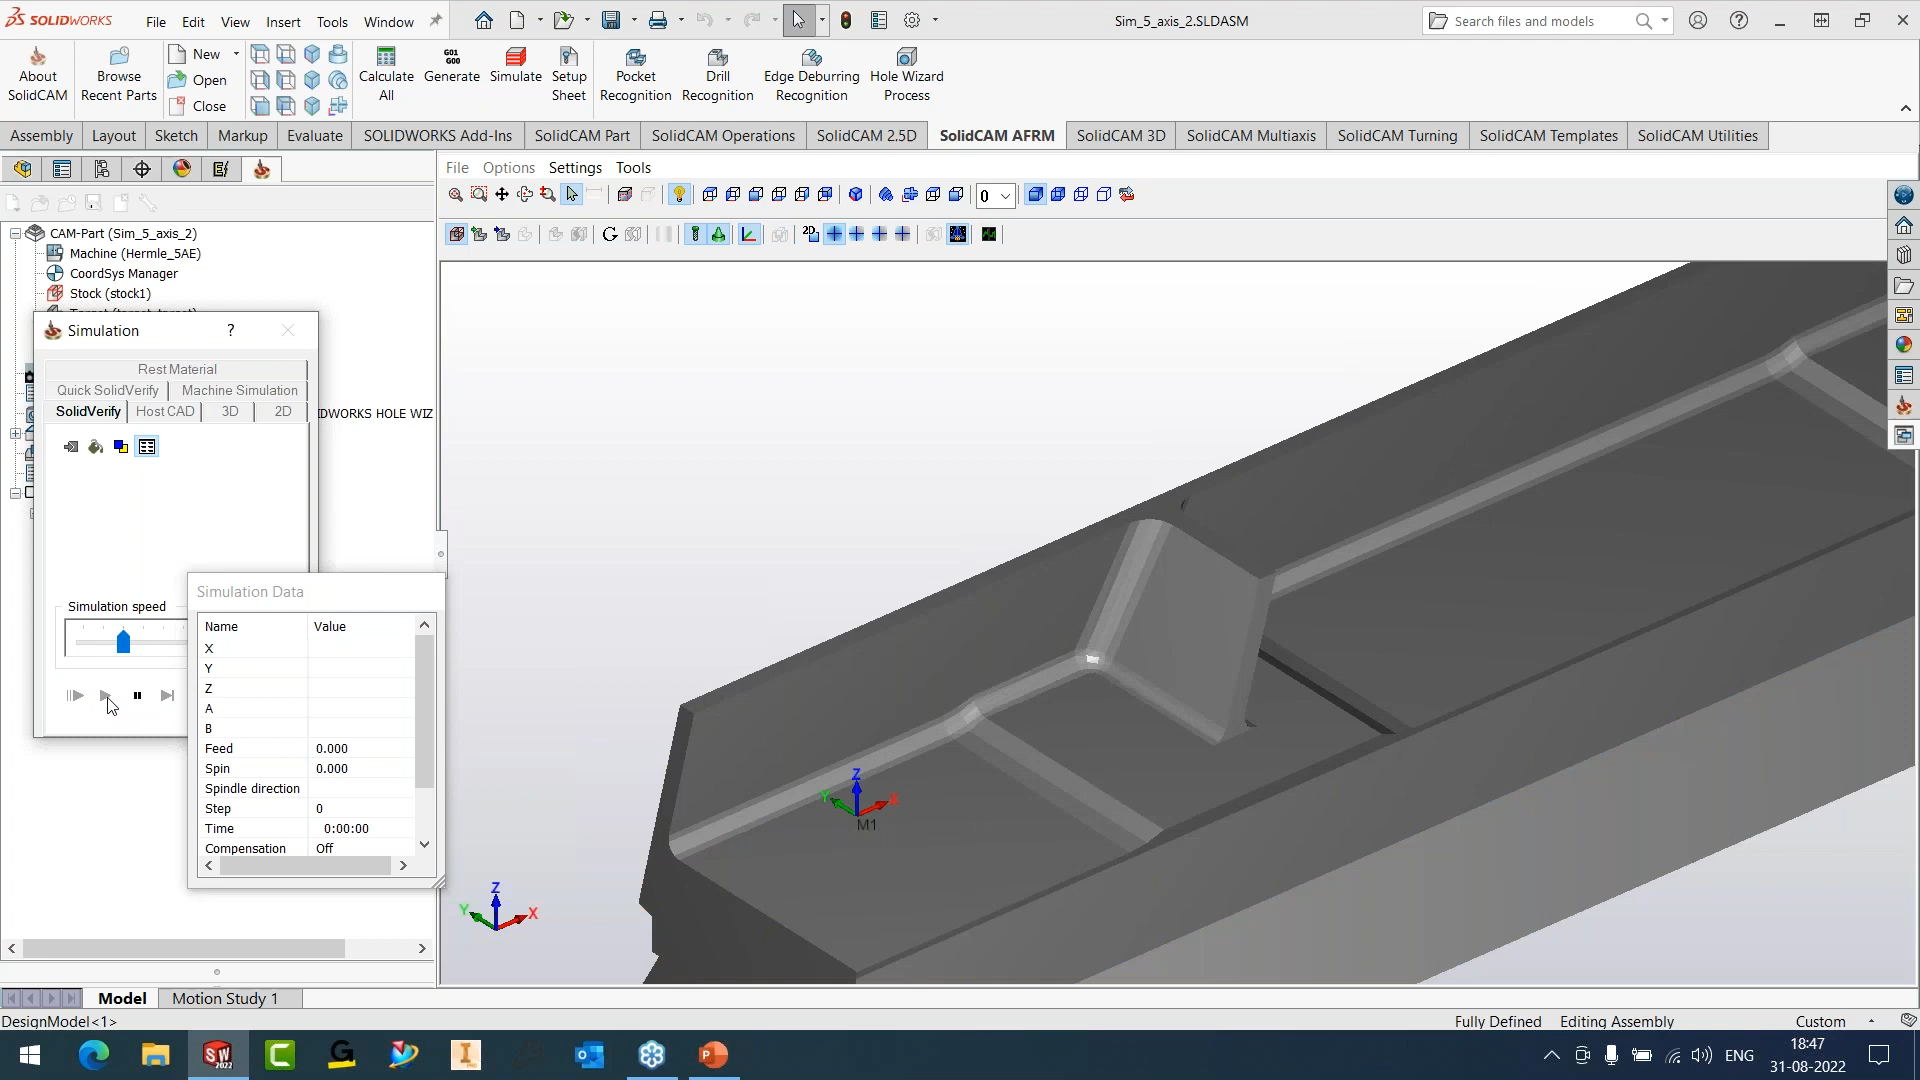 SOLIDWORKS File Edit View Insert Tools Window Sim_5_axis_2.SLDASM Search files and models
About SolidCAM
Browse Recent Parts
New
Open
Close
Calculate All
G01 G00 Generate
Simulate
Setup Sheet
Pocket Recognition
Drill Recognition
Edge Deburring Recognition
Hole Wizard Process
Assembly Layout Sketch Markup Evaluate SOLIDWORKS Add-Ins SolidCAM Part SolidCAM Operations SolidCAM 2.5D SolidCAM AFRM SolidCAM 3D SolidCAM Multiaxis SolidCAM Turning SolidCAM Templates SolidCAM Utilities
File Options Settings Tools
0
2D
CAM-Part (Sim_5_axis_2)
Machine (Hermle_5AE)
CoordSys Manager
Stock (stock1)
Simulation ?
Rest Material
Quick SolidVerify Machine Simulation
SolidVerify Host CAD 3D 2D
IDWORKS HOLE WIZ
Simulation speed
Simulation Data
Name Value
X
Y
Z
A
B
Feed 0.000
Spin 0.000
Spindle direction
Step 0
Time 0:00:00
Compensation Off
Z
Y X
M1
Z
Y X
Model Motion Study 1
DesignModel<1> Fully Defined Editing Assembly Custom
SW 2022
ENG
18:47
31-08-2022